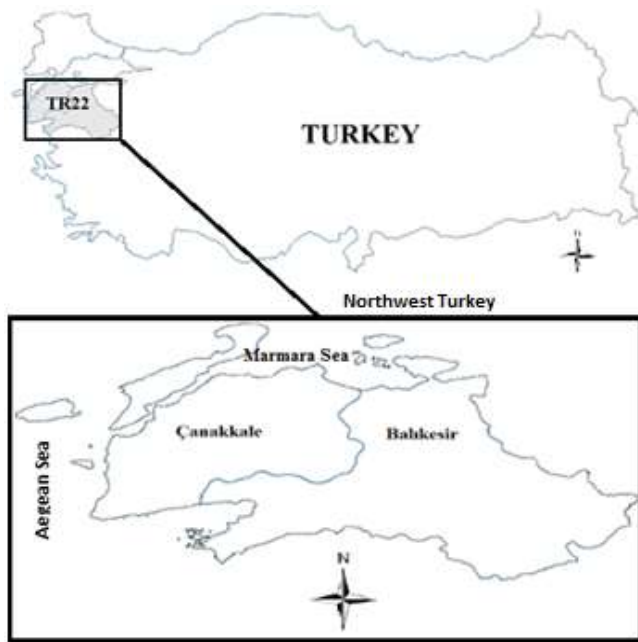 TR22
TURKEY
N
Northwest Turkey
Marmara Sea
Çanakkale
Balıkesir
Aegean Sea
N